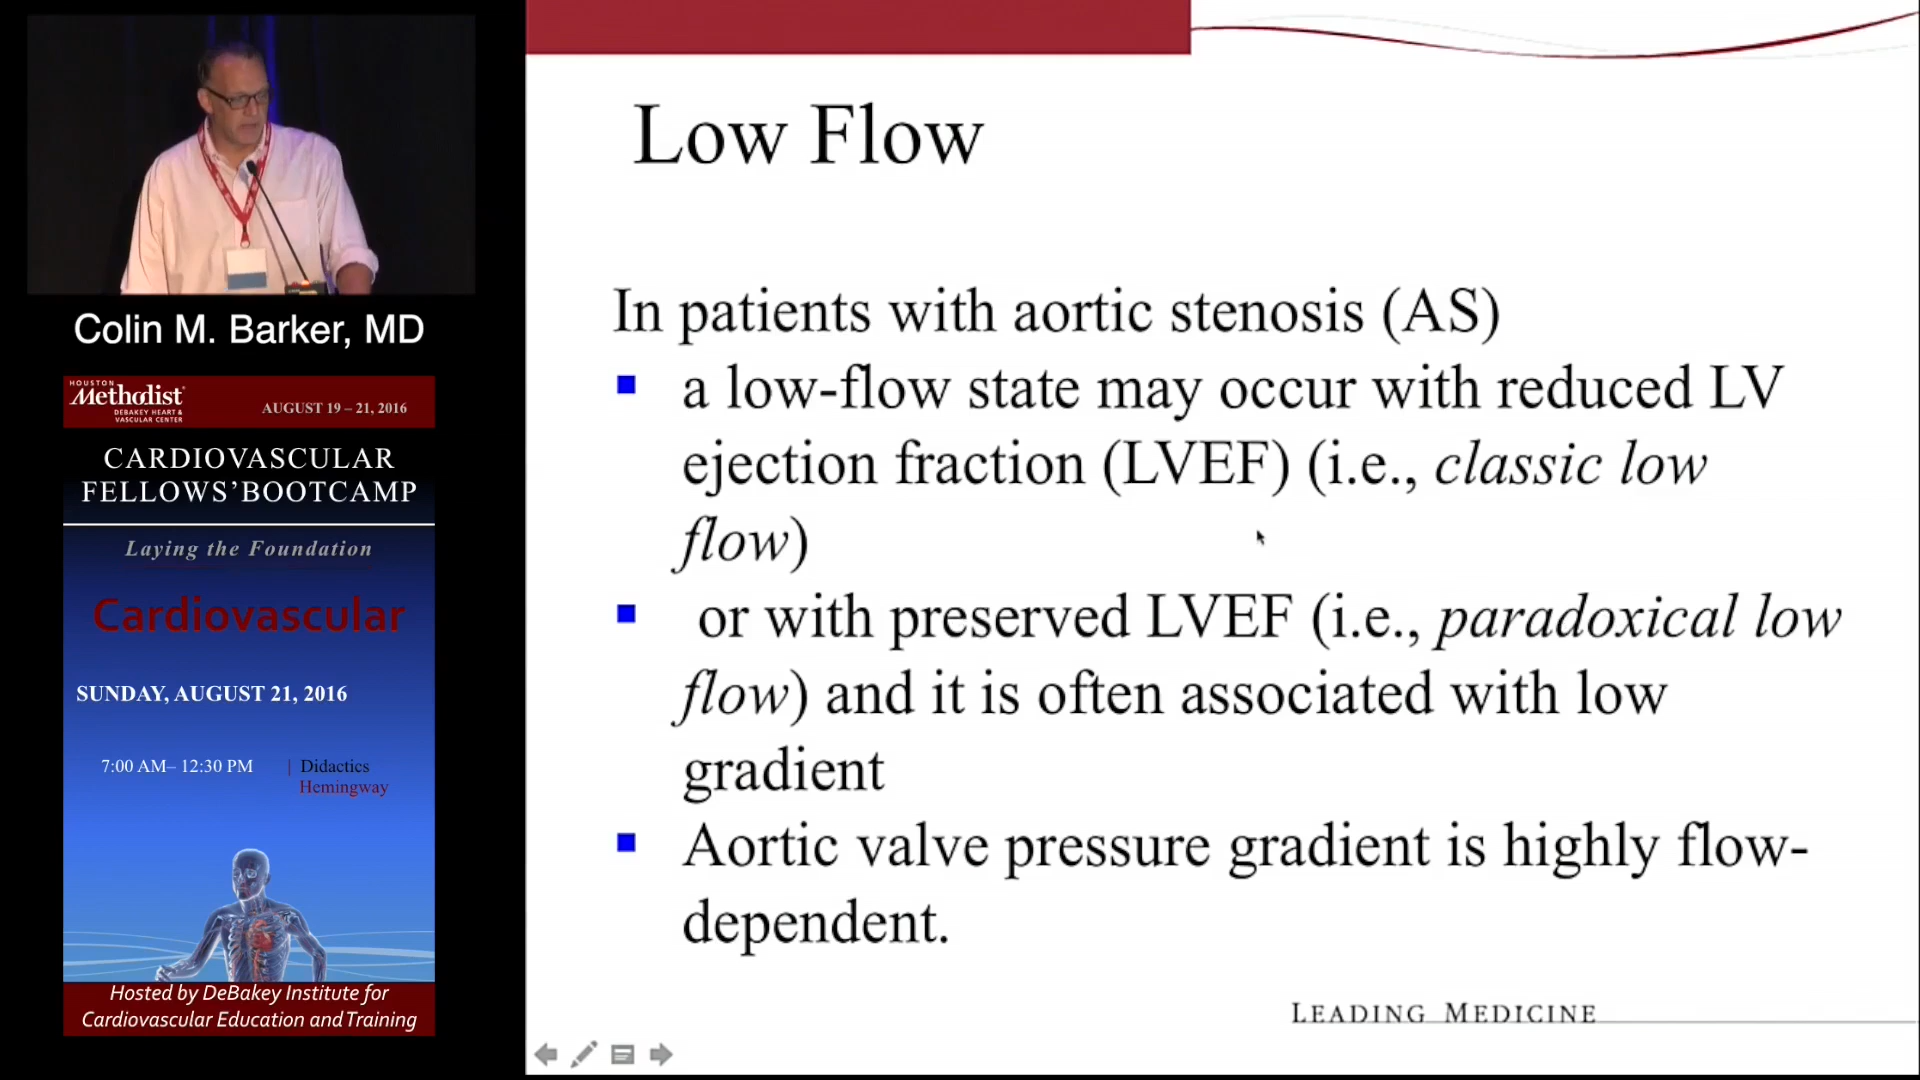 Colin M. Barker, MD
HOUSTON
Methodist
DEBAKEY HEART &
VASCULAR CENTER
AUGUST 19 – 21, 2016
CARDIOVASCULAR
FELLOWS’BOOTCAMP
Laying the Foundation
Cardiovascular
SUNDAY, AUGUST 21, 2016
7:00 AM– 12:30 PM | Didactics
Hemingway
Hosted by DeBakey Institute for
Cardiovascular Education and Training
Low Flow
In patients with aortic stenosis (AS)
a low-flow state may occur with reduced LV
ejection fraction (LVEF) (i.e., classic low
flow)
or with preserved LVEF (i.e., paradoxical low
flow) and it is often associated with low
gradient
Aortic valve pressure gradient is highly flow-
dependent.
LEADING MEDICINE